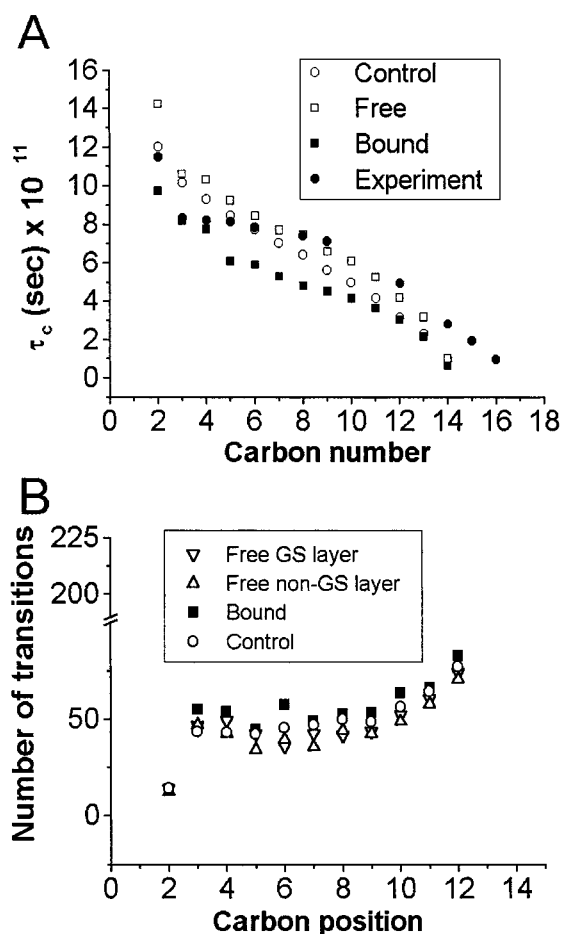 A
Control
Free
Bound
Experiment
τc (sec) x 10 11
16
14
12
10
8
6
4
2
0
0 2 4 6 8 10 12 14 16 18
Carbon number
B
Free GS layer
Free non-GS layer
Bound
Control
Number of transitions
225
200
50
0
0 2 4 6 8 10 12 14
Carbon position